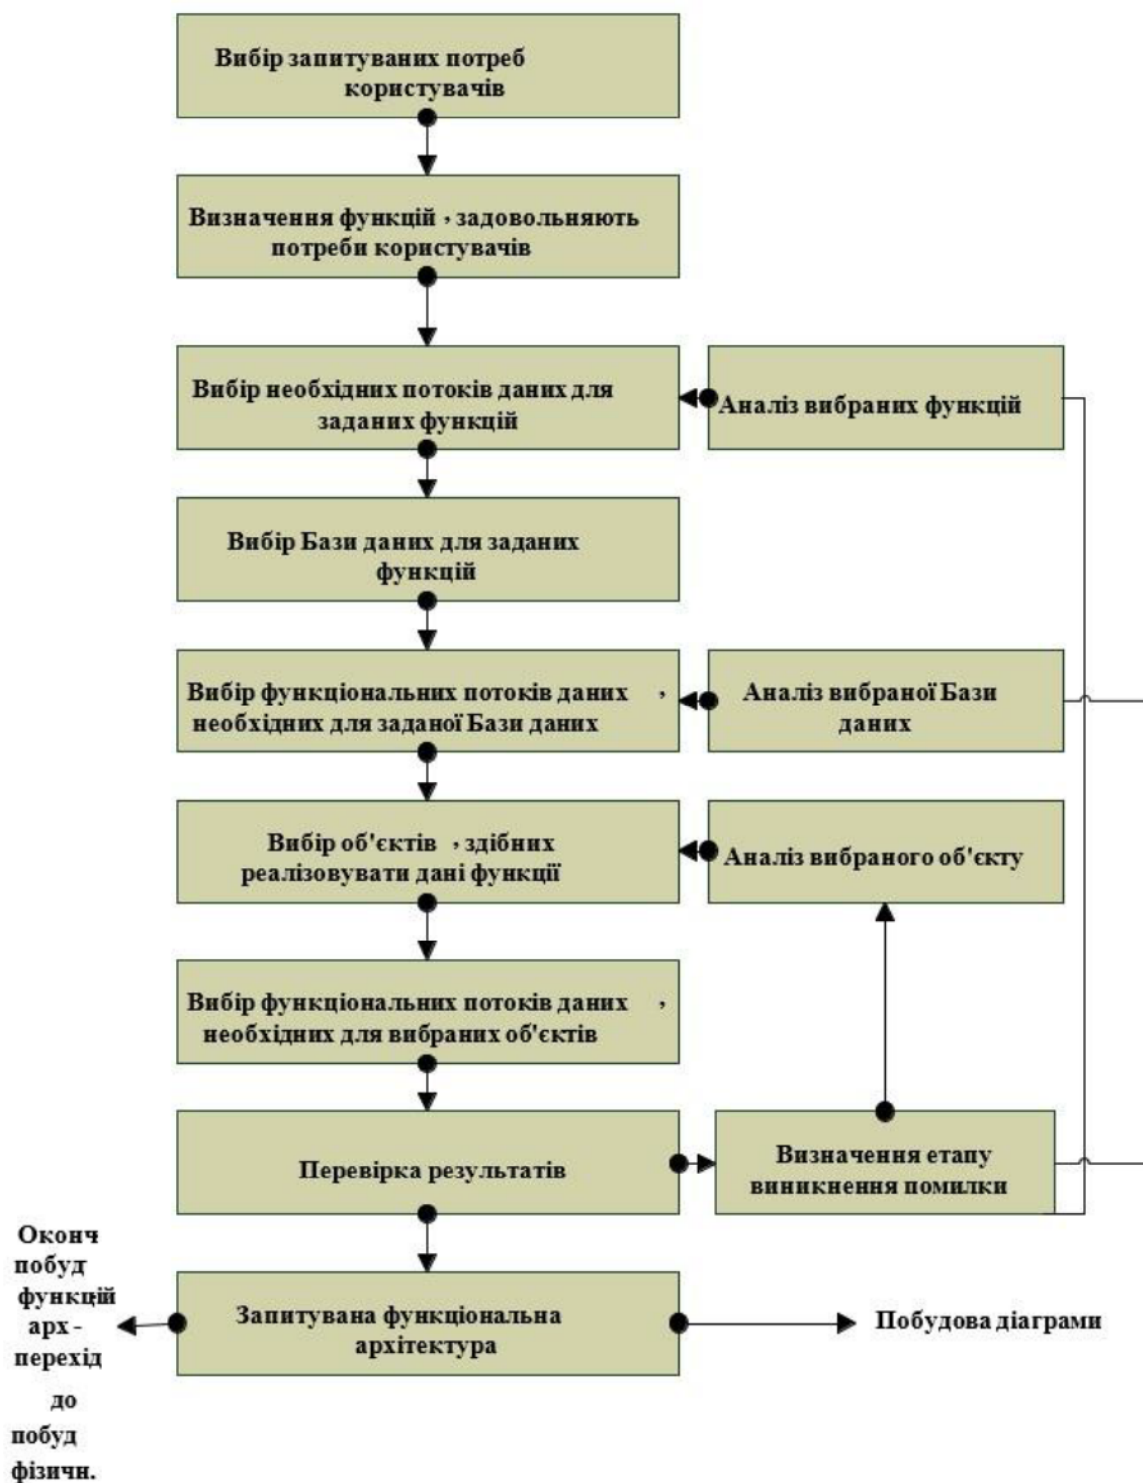 Вибір запитуваних потреб
користувачів
Визначення функцій , задовольняють
потреби користувачів
Вибір необхідних потоків даних для
заданих функцій
Аналіз вибраних функцій
Вибір Бази даних для заданих
функцій
Вибір функціональних потоків даних ,
необхідних для заданої Бази даних
Аналіз вибраної Бази
даних
Вибір об'єктів , здібних
реалізовувати дані функції
Аналіз вибраного об'єкту
Вибір функціональних потоків даних ,
необхідних для вибраних об'єктів
Перевірка результатів
Визначення етапу
виникнення помилки
Оконч
побуд
функцій
арх -
перехід
до
побуд
фізичн.
Запитувана функціональна
архітектура
Побудова діаграми